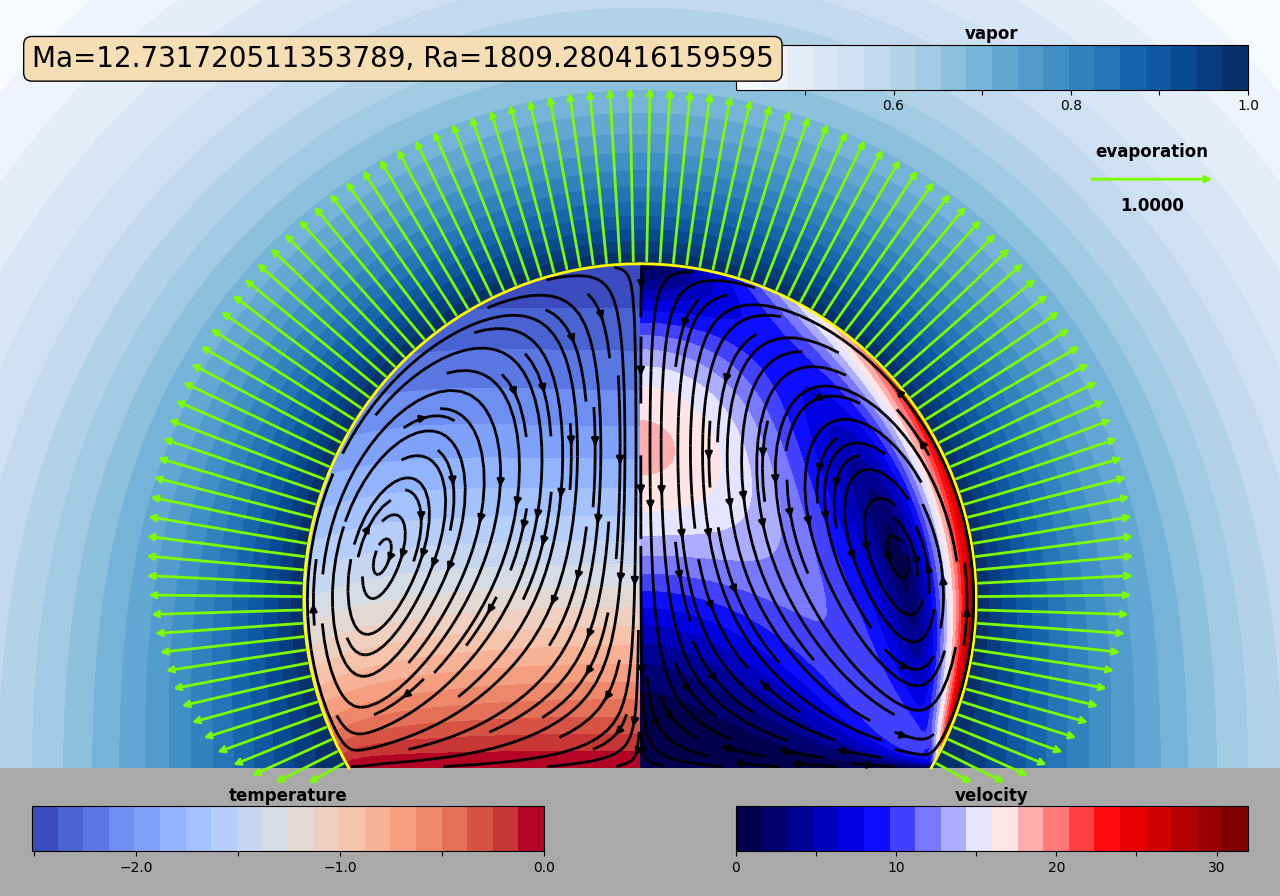 Ma=12.731720511353789, Ra=1809.280416159595
vapor
0.6 0.8 1.0
evaporation
1.0000
temperature
−2.0 −1.0 0.0
velocity
0 10 20 30